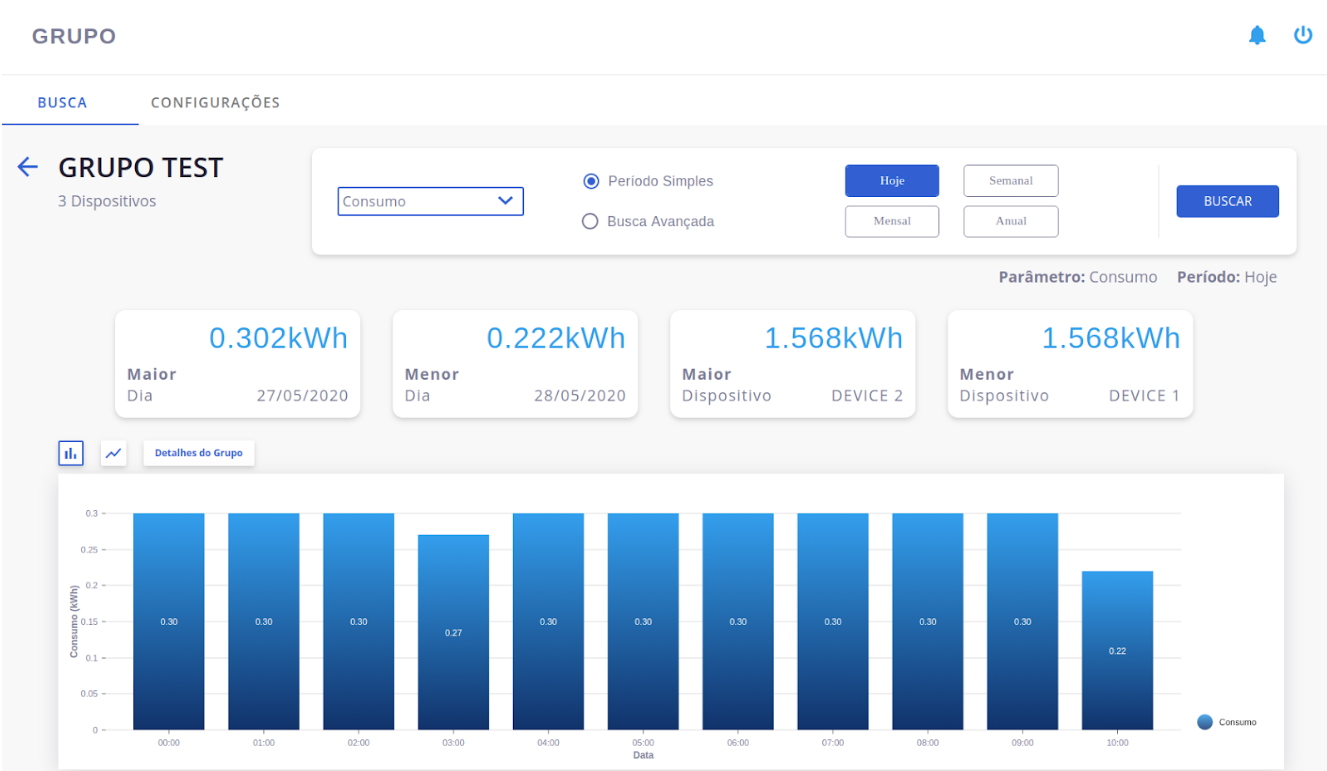 GRUPO
BUSCA CONFIGURAÇÕES
GRUPO TEST
3 Dispositivos
Consumo
Período Simples
Busca Avançada
Hoje Semanal
Mensal Anual
BUSCAR
Parâmetro: Consumo Período: Hoje
0.302kWh
Maior
Dia 27/05/2020
0.222kWh
Menor
Dia 28/05/2020
1.568kWh
Maior
Dispositivo DEVICE 2
1.568kWh
Menor
Dispositivo DEVICE 1
Detalhes do Grupo
Consumo (kWh)
0.3
0.25
0.2
0.15
0.1
0.05
0
0.30 0.30 0.30 0.27 0.30 0.30 0.30 0.30 0.30 0.30 0.22
00:00 01:00 02:00 03:00 04:00 05:00 06:00 07:00 08:00 09:00 10:00
Data
Consumo